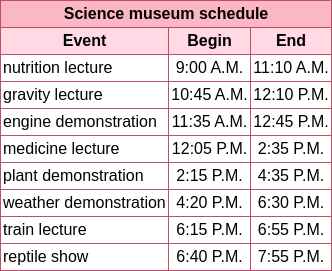 Science museum schedule
Event Begin End
nutrition lecture 9:00 A.M. 11:10 A.M.
gravity lecture 10:45 A.M. 12:10 P.M.
engine demonstration 11:35 A.M. 12:45 P.M.
medicine lecture 12:05 P.M. 2:35 P.M.
plant demonstration 2:15 P.M. 4:35 P.M.
weather demonstration 4:20 P.M. 6:30 P.M.
train lecture 6:15 P.M. 6:55 P.M.
reptile show 6:40 P.M. 7:55 P.M.